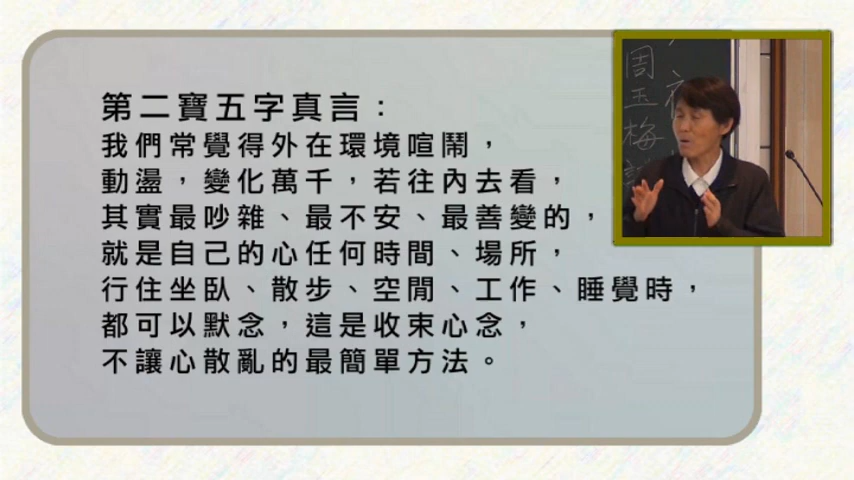 第二寶五字真言：
我們常覺得外在環境喧鬧，
動盪，變化萬千，若往內去看，
其實最吵雜、最不安、最善變的，
就是自己的心任何時間、場所，
行住坐臥、散步、空閒、工作、睡覺時，
都可以默念，這是收束心念，
不讓心散亂的最簡單方法。
周玉梅